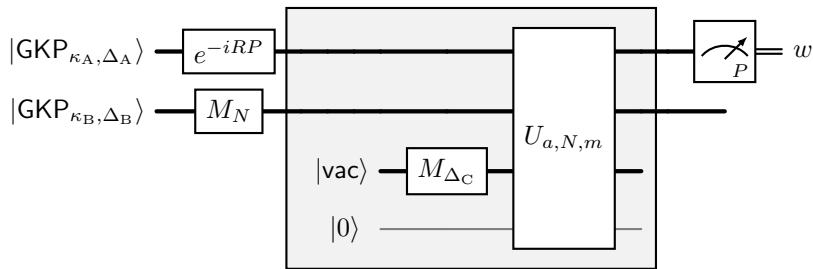 |GKP_{κ_A,Δ_A}⟩ e^{-iRP} P w
|GKP_{κ_B,Δ_B}⟩ M_N U_{a,N,m}
|vac⟩ M_{Δ_C}
|0⟩